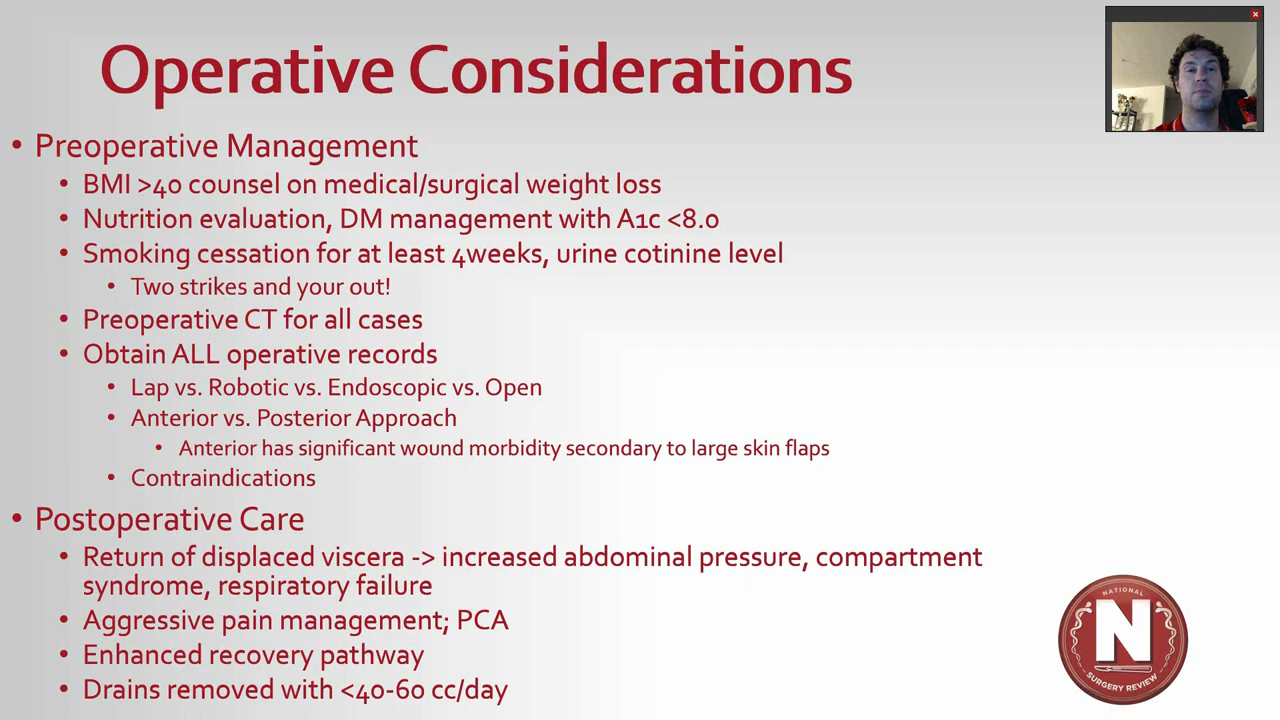 Operative Considerations
• Preoperative Management
• BMI >40 counsel on medical/surgical weight loss
• Nutrition evaluation, DM management with A1c <8.0
• Smoking cessation for at least 4weeks, urine cotinine level
• Two strikes and your out!
• Preoperative CT for all cases
• Obtain ALL operative records
• Lap vs. Robotic vs. Endoscopic vs. Open
• Anterior vs. Posterior Approach
• Anterior has significant wound morbidity secondary to large skin flaps
• Contraindications
• Postoperative Care
• Return of displaced viscera -> increased abdominal pressure, compartment
syndrome, respiratory failure
• Aggressive pain management; PCA
• Enhanced recovery pathway
• Drains removed with <40-60 cc/day
NATIONAL
N
SURGERY REVIEW